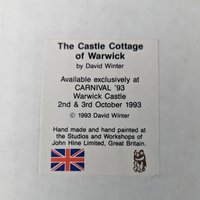 The Castle Cottage
of Warwick
by David Winter
Available exclusively at
CARNIVAL '93
Warwick Castle
2nd & 3rd October 1993
© 1993 David Winter
Hand made and hand painted at
the Studios and Workshops of
John Hine Limited, Great Britain.